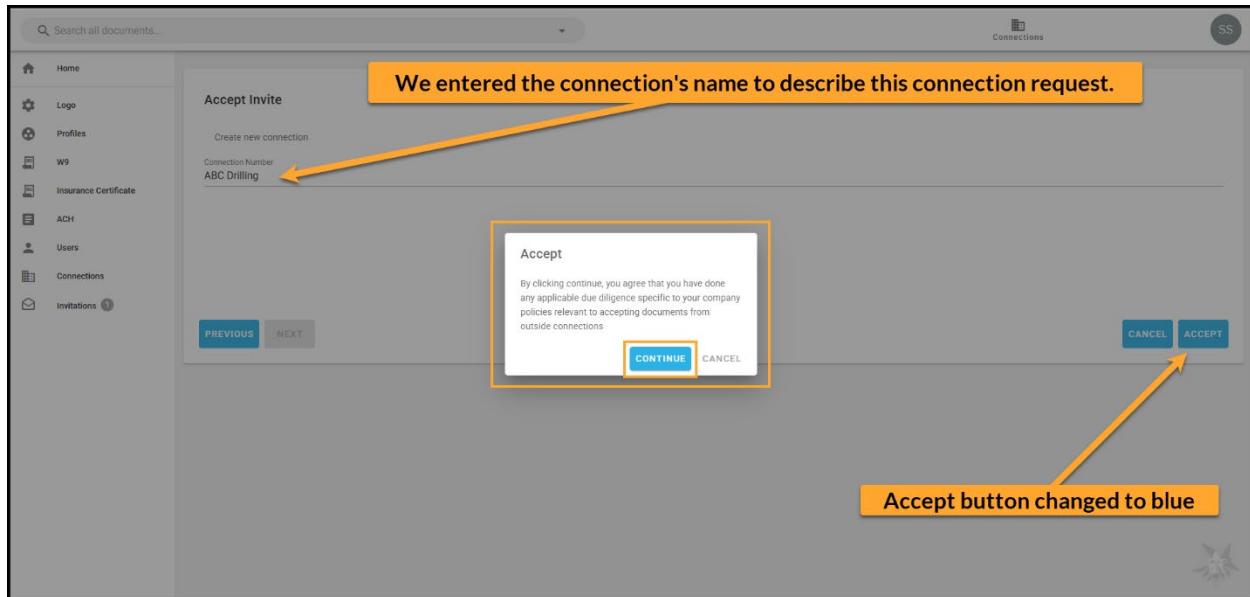 Search all documents...
Connections
SS
Home
Logo
Profiles
W9
Insurance Certificate
ACH
Users
Connections
Invitations
We entered the connection's name to describe this connection request.
Accept Invite
Create new connection
Connection Number
ABC Drilling
Accept
By clicking continue, you agree that you have done
any applicable due diligence specific to your company
policies relevant to accepting documents from
outside connections
CONTINUE CANCEL
PREVIOUS NEXT
CANCEL ACCEPT
Accept button changed to blue